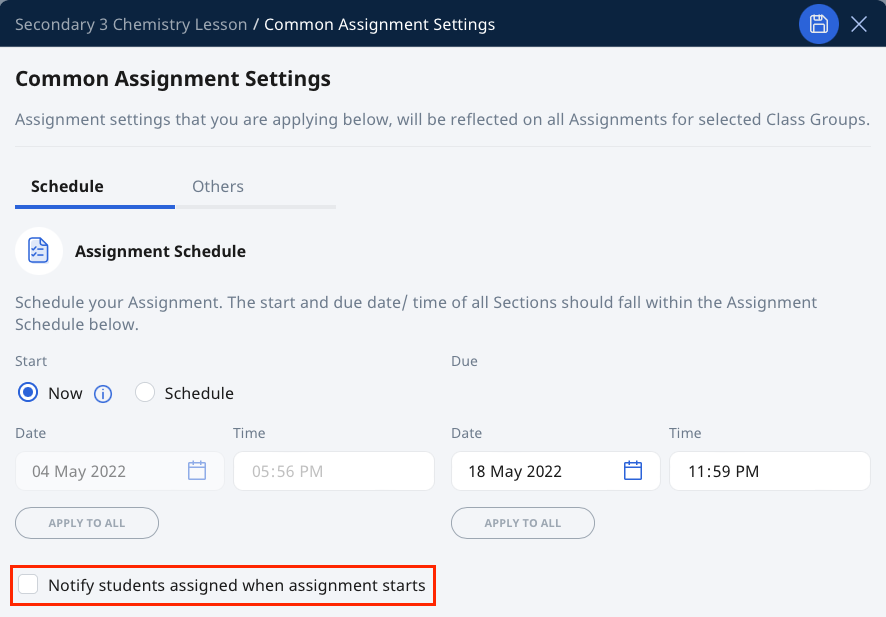 Secondary 3 Chemistry Lesson / Common Assignment Settings
Common Assignment Settings
Assignment settings that you are applying below, will be reflected on all Assignments for selected Class Groups.
Schedule Others
Assignment Schedule
Schedule your Assignment. The start and due date/ time of all Sections should fall within the Assignment
Schedule below.
Start Due
Now Schedule
Date Time Date Time
04 May 2022 05:56 PM 18 May 2022 11:59 PM
APPLY TO ALL APPLY TO ALL
Notify students assigned when assignment starts